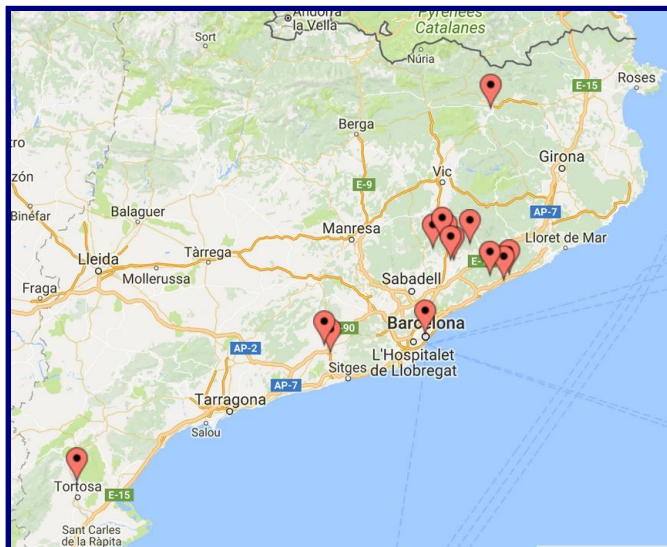 Andorra
la Vella
Pyrénées
Catalanes
Sort
Núria
Roses
E-15
Berga
Girona
Vic
E-9
tro
zón
Binéfar
Balaguer
AP-7
Manresa
Lloret de Mar
Tàrrega
Lleida
Mollerussa
Sabadell
Fraga
-90
Barcelona
AP-2
L'Hospitalet
de Llobregat
Sitges
AP-7
Tarragona
Salou
Tortosa
E-15
Sant Carles
de la Ràpita